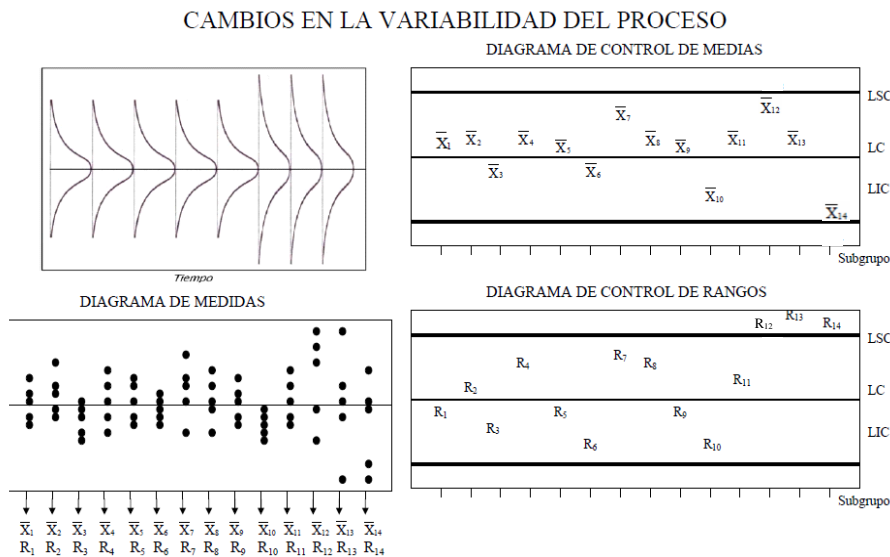 CAMBIOS EN LA VARIABILIDAD DEL PROCESO
Tiempo
DIAGRAMA DE CONTROL DE MEDIAS
X̅₁ X̅₂ X̅₃ X̅₄ X̅₅ X̅₆ X̅₇ X̅₈ X̅₉ X̅₁₀ X̅₁₁ X̅₁₂ X̅₁₃ X̅₁₄
LSC
LC
LIC
Subgrupo
DIAGRAMA DE MEDIDAS
X̅₁ X̅₂ X̅₃ X̅₄ X̅₅ X̅₆ X̅₇ X̅₈ X̅₉ X̅₁₀ X̅₁₁ X̅₁₂ X̅₁₃ X̅₁₄
R₁ R₂ R₃ R₄ R₅ R₆ R₇ R₈ R₉ R₁₀ R₁₁ R₁₂ R₁₃ R₁₄
DIAGRAMA DE CONTROL DE RANGOS
R₁ R₂ R₃ R₄ R₅ R₆ R₇ R₈ R₉ R₁₀ R₁₁ R₁₂ R₁₃ R₁₄
LSC
LC
LIC
Subgrupo